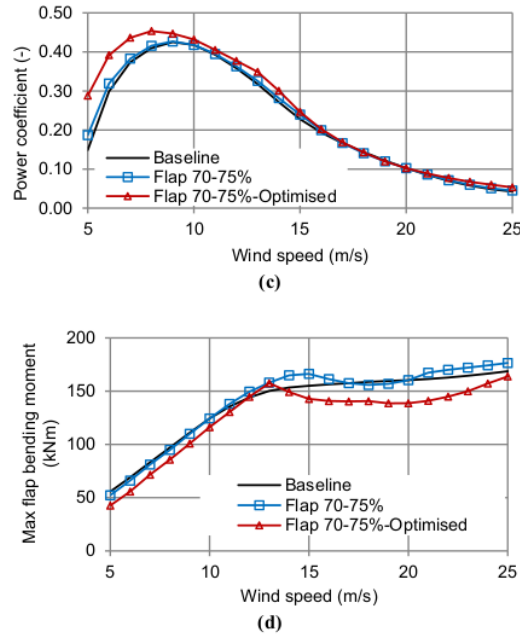 0.50
0.40
0.30
0.20
0.10
0.00
Power coefficient (-)
Baseline
Flap 70-75%
Flap 70-75%-Optimised
5 10 15 20 25
Wind speed (m/s)
(c)
200
150
100
50
0
Max flap bending moment
(kNm)
Baseline
Flap 70-75%
Flap 70-75%-Optimised
5 10 15 20 25
Wind speed (m/s)
(d)